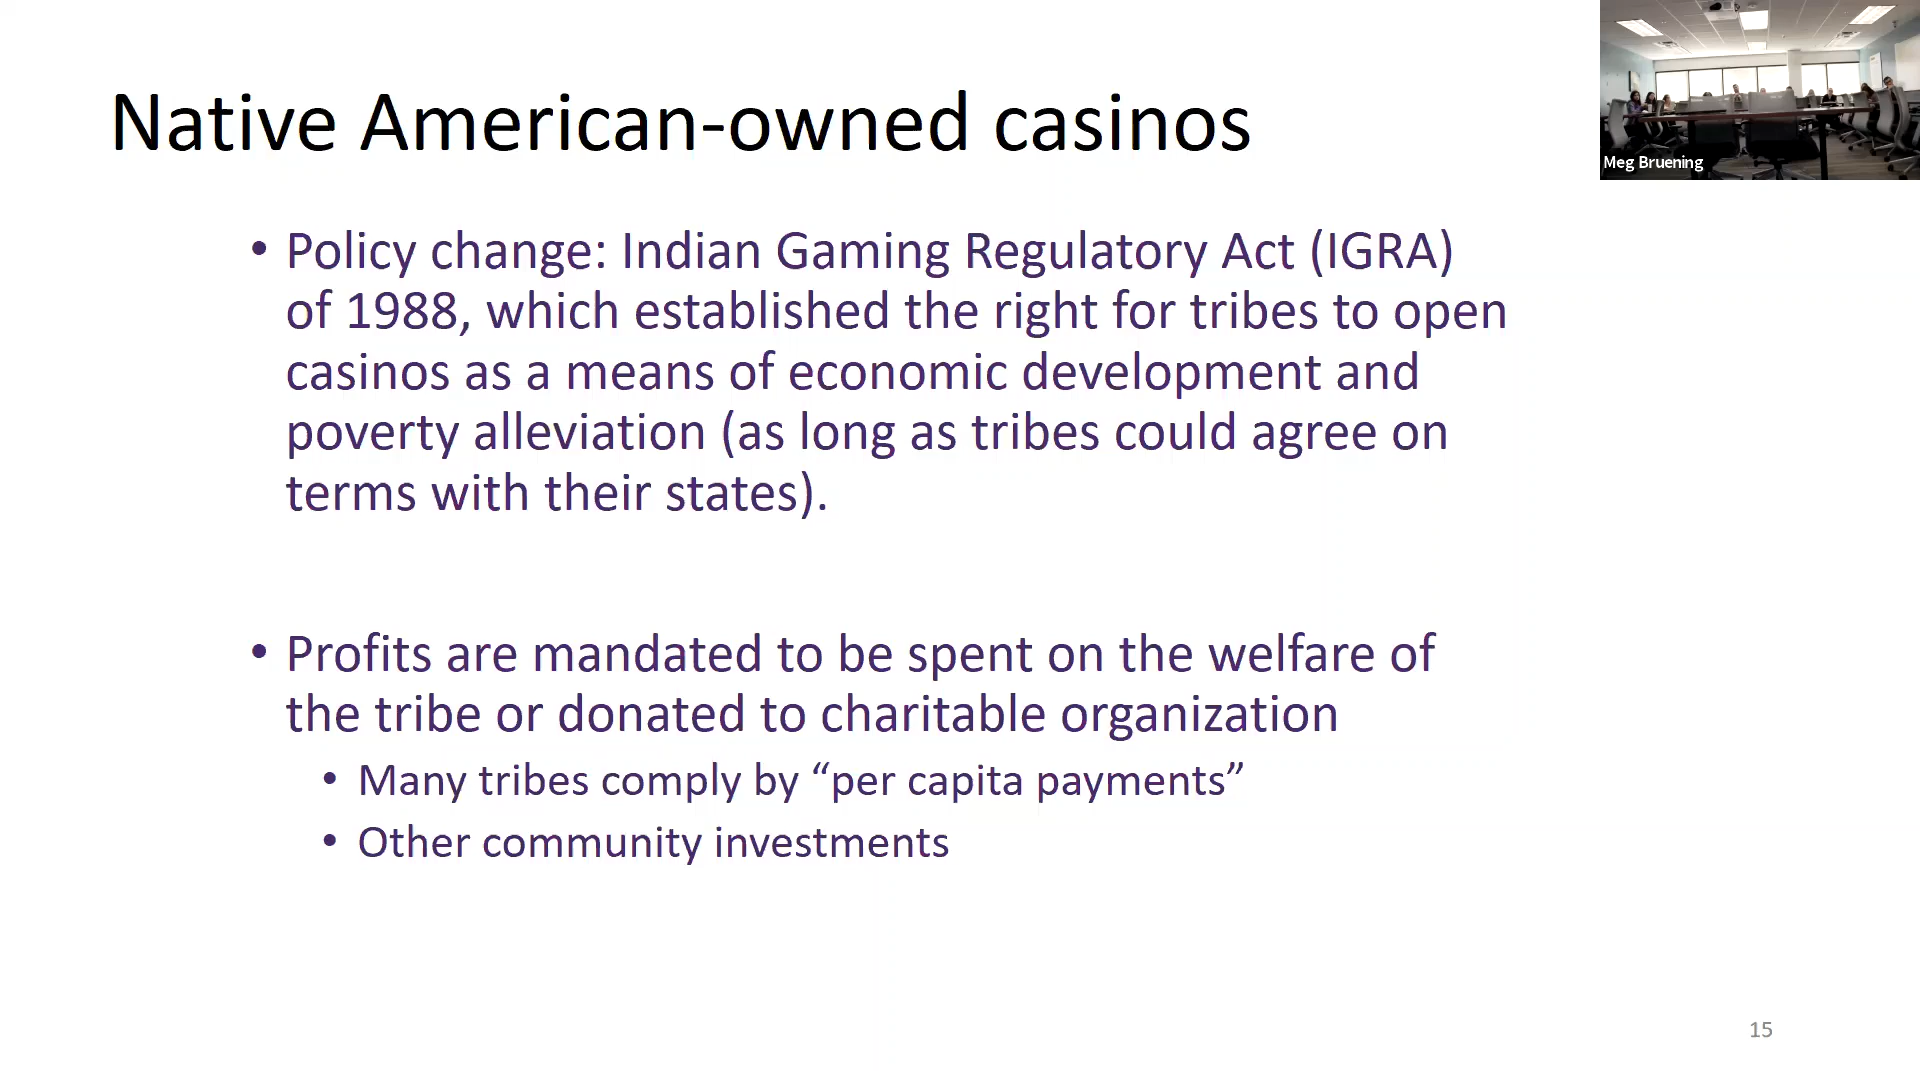 Native American-owned casinos
Meg Bruening
• Policy change: Indian Gaming Regulatory Act (IGRA)
of 1988, which established the right for tribes to open
casinos as a means of economic development and
poverty alleviation (as long as tribes could agree on
terms with their states).
• Profits are mandated to be spent on the welfare of
the tribe or donated to charitable organization
• Many tribes comply by “per capita payments”
• Other community investments
15